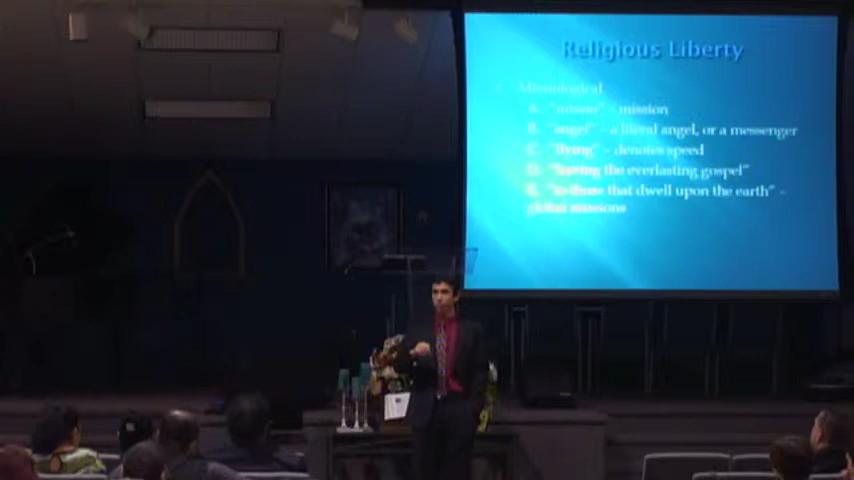 Religious Liberty
Missiological
A. "mission" – mission
B. "angel" – a literal angel, or a messenger
C. "flying" – denotes speed
D. "having the everlasting gospel"
E. "to those that dwell upon the earth" –
global missions